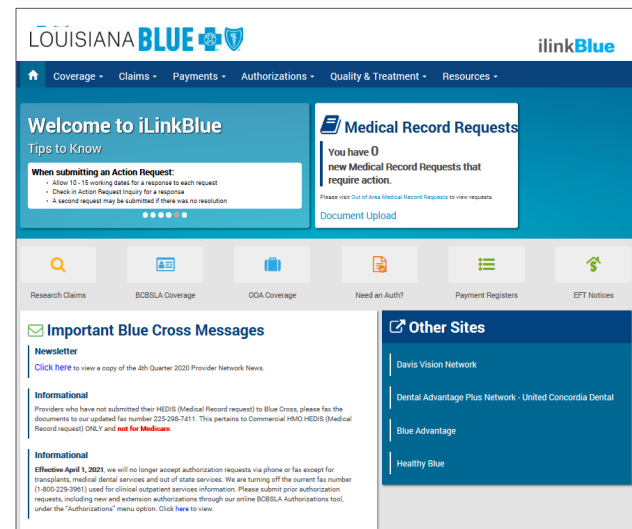 LOUISIANA BLUE
ilinkBlue
Coverage Claims Payments Authorizations Quality & Treatment Resources
Welcome to iLinkBlue
Tips to Know
When submitting an Action Request:
• Allow 10 - 15 working dates for a response to each request
• Check in Action Request Inquiry for a response
• A second request may be submitted if there was no resolution
Medical Record Requests
You have 0
new Medical Record Requests that
require action.
Please visit Out of Area Medical Record Requests to view requests.
Document Upload
Research Claims
BCBSLA Coverage
OOA Coverage
Need an Auth?
Payment Registers
EFT Notices
Important Blue Cross Messages
Newsletter
Click here to view a copy of the 4th Quarter 2020 Provider Network News.
Informational
Providers who have not submitted their HEDIS (Medical Record request) to Blue Cross, please fax the
documents to our updated fax number 225-298-7411. This pertains to Commercial HMO HEDIS (Medical
Record request) ONLY and not for Medicare.
Informational
Effective April 1, 2021, we will no longer accept authorization requests via phone or fax except for
transplants, medical dental services and out of state services. We are turning off the current fax number
(1-800-229-3961) used for clinical outpatient services information. Please submit prior authorization
requests, including new and extension authorizations through our online BCBSLA Authorizations tool,
under the "Authorizations" menu option. Click here to view.
Other Sites
Davis Vision Network
Dental Advantage Plus Network - United Concordia Dental
Blue Advantage
Healthy Blue